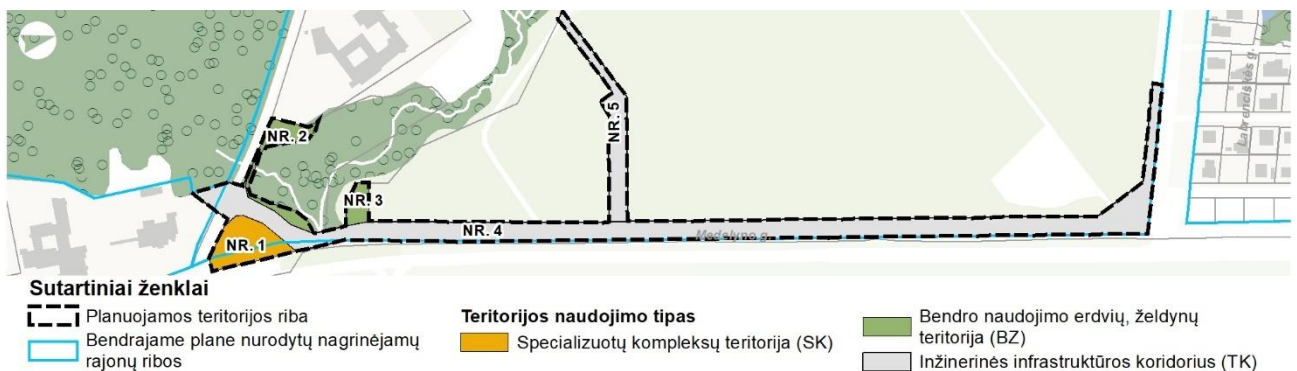 NR. 2
NR. 3
NR. 1
NR. 4
NR. 5
Medelyno g.
Labrenciškės g.
Sutartiniai ženklai
Planuojamos teritorijos riba
Bendrajame plane nurodytų nagrinėjamų
rajonų ribos
Teritorijos naudojimo tipas
Specializuotų kompleksų teritorija (SK)
Bendro naudojimo erdvių, želdynų
teritorija (BZ)
Inžinerinės infrastruktūros koridorius (TK)